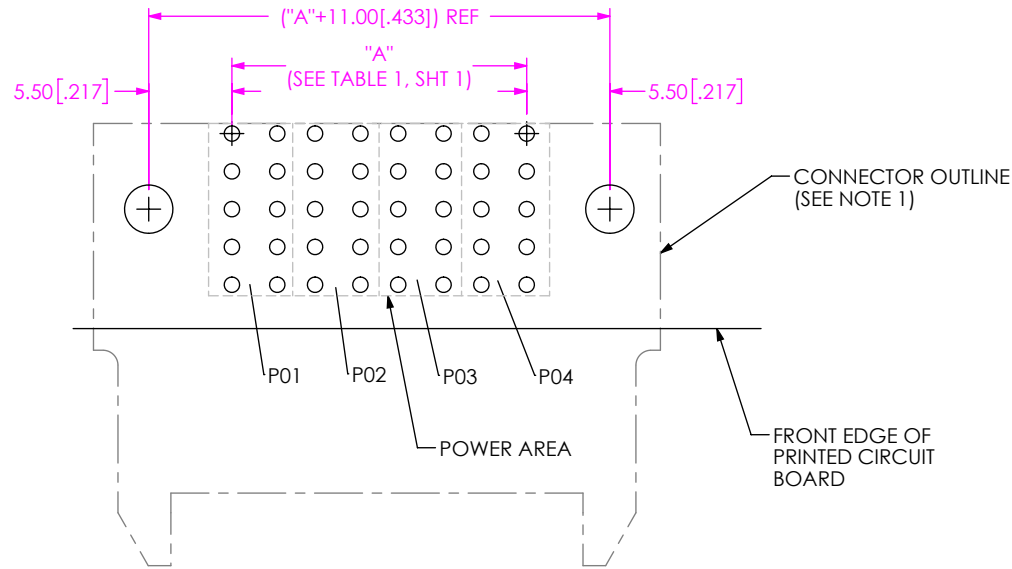 ("A"+11.00[.433]) REF
"A"
(SEE TABLE 1, SHT 1)
5.50[.217]
5.50[.217]
CONNECTOR OUTLINE
(SEE NOTE 1)
P01
P02
P03
P04
POWER AREA
FRONT EDGE OF
PRINTED CIRCUIT
BOARD